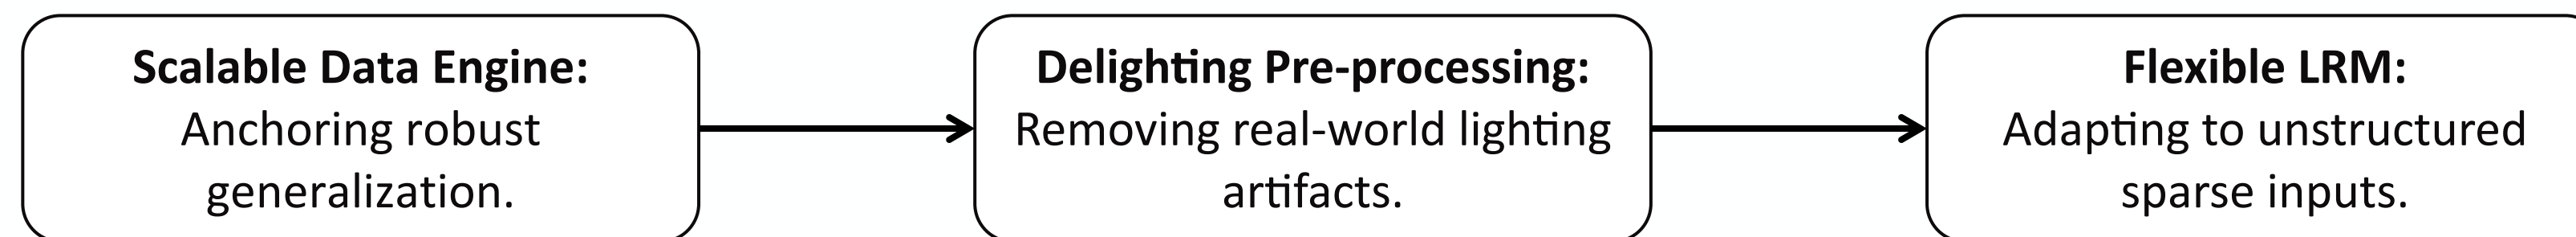 Scalable Data Engine:
Anchoring robust
generalization.
Delighting Pre-processing:
Removing real-world lighting
artifacts.
Flexible LRM:
Adapting to unstructured
sparse inputs.